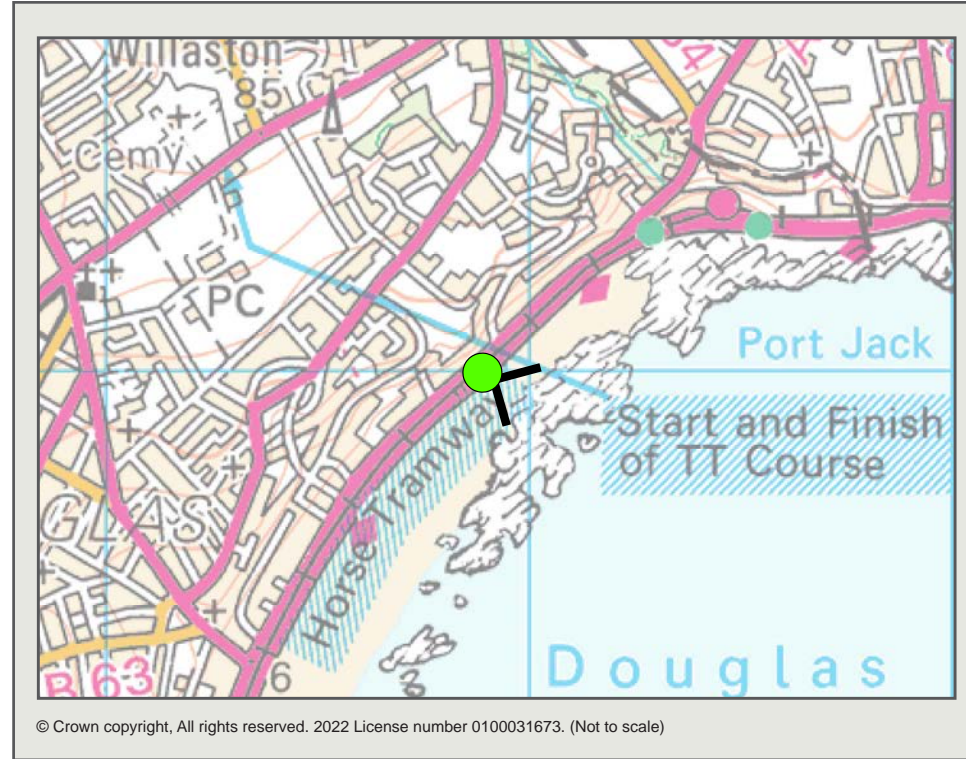 Willaston
85
Cemy
PC
Port Jack
Start and Finish
of TT Course
Horse Tramway
GLAS
Douglas
B 63
6
© Crown copyright, All rights reserved. 2022 License number 0100031673. (Not to scale)